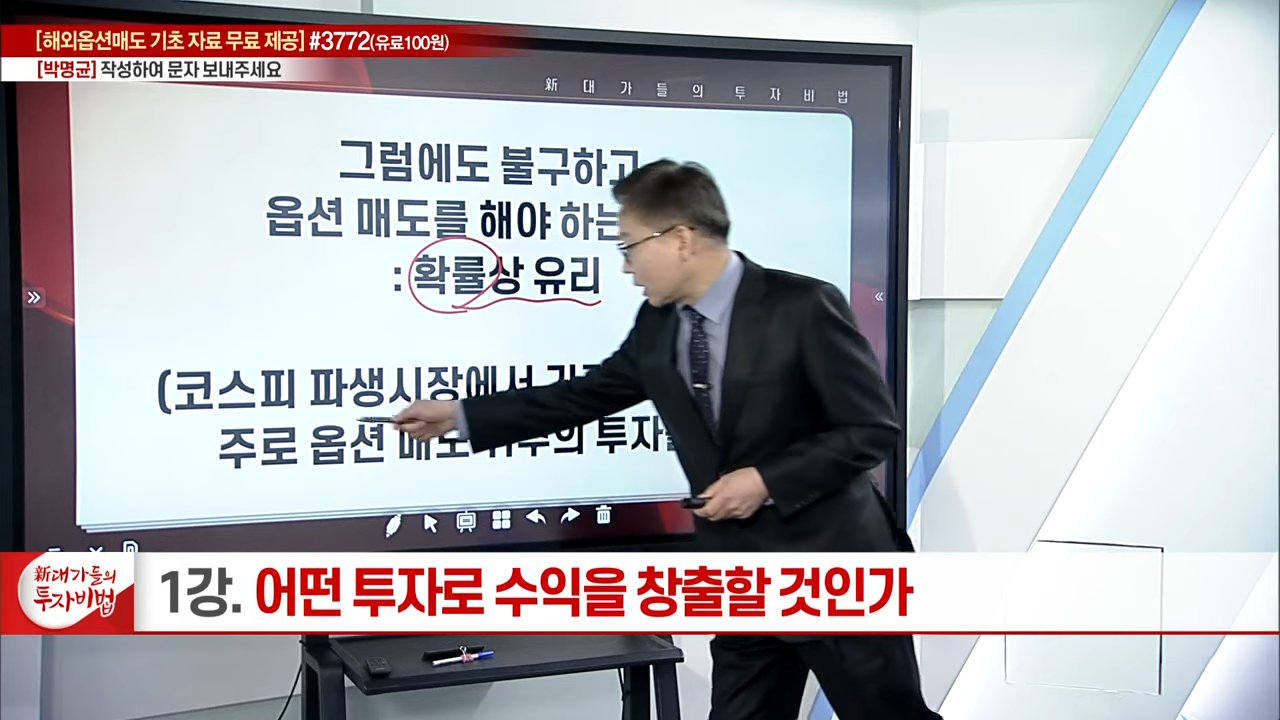 [해외옵션매도 기초 자료 무료 제공] #3772(유료100원)
[박명균] 작성하여 문자 보내주세요
新 대가들의 투자비법
그럼에도 불구하고
옵션 매도를 해야 하는
: 확률상 유리
(코스피 파생시장에서
주로 옵션 매도 위주의 투자
新대가들의
투자비법
1강. 어떤 투자로 수익을 창출할 것인가